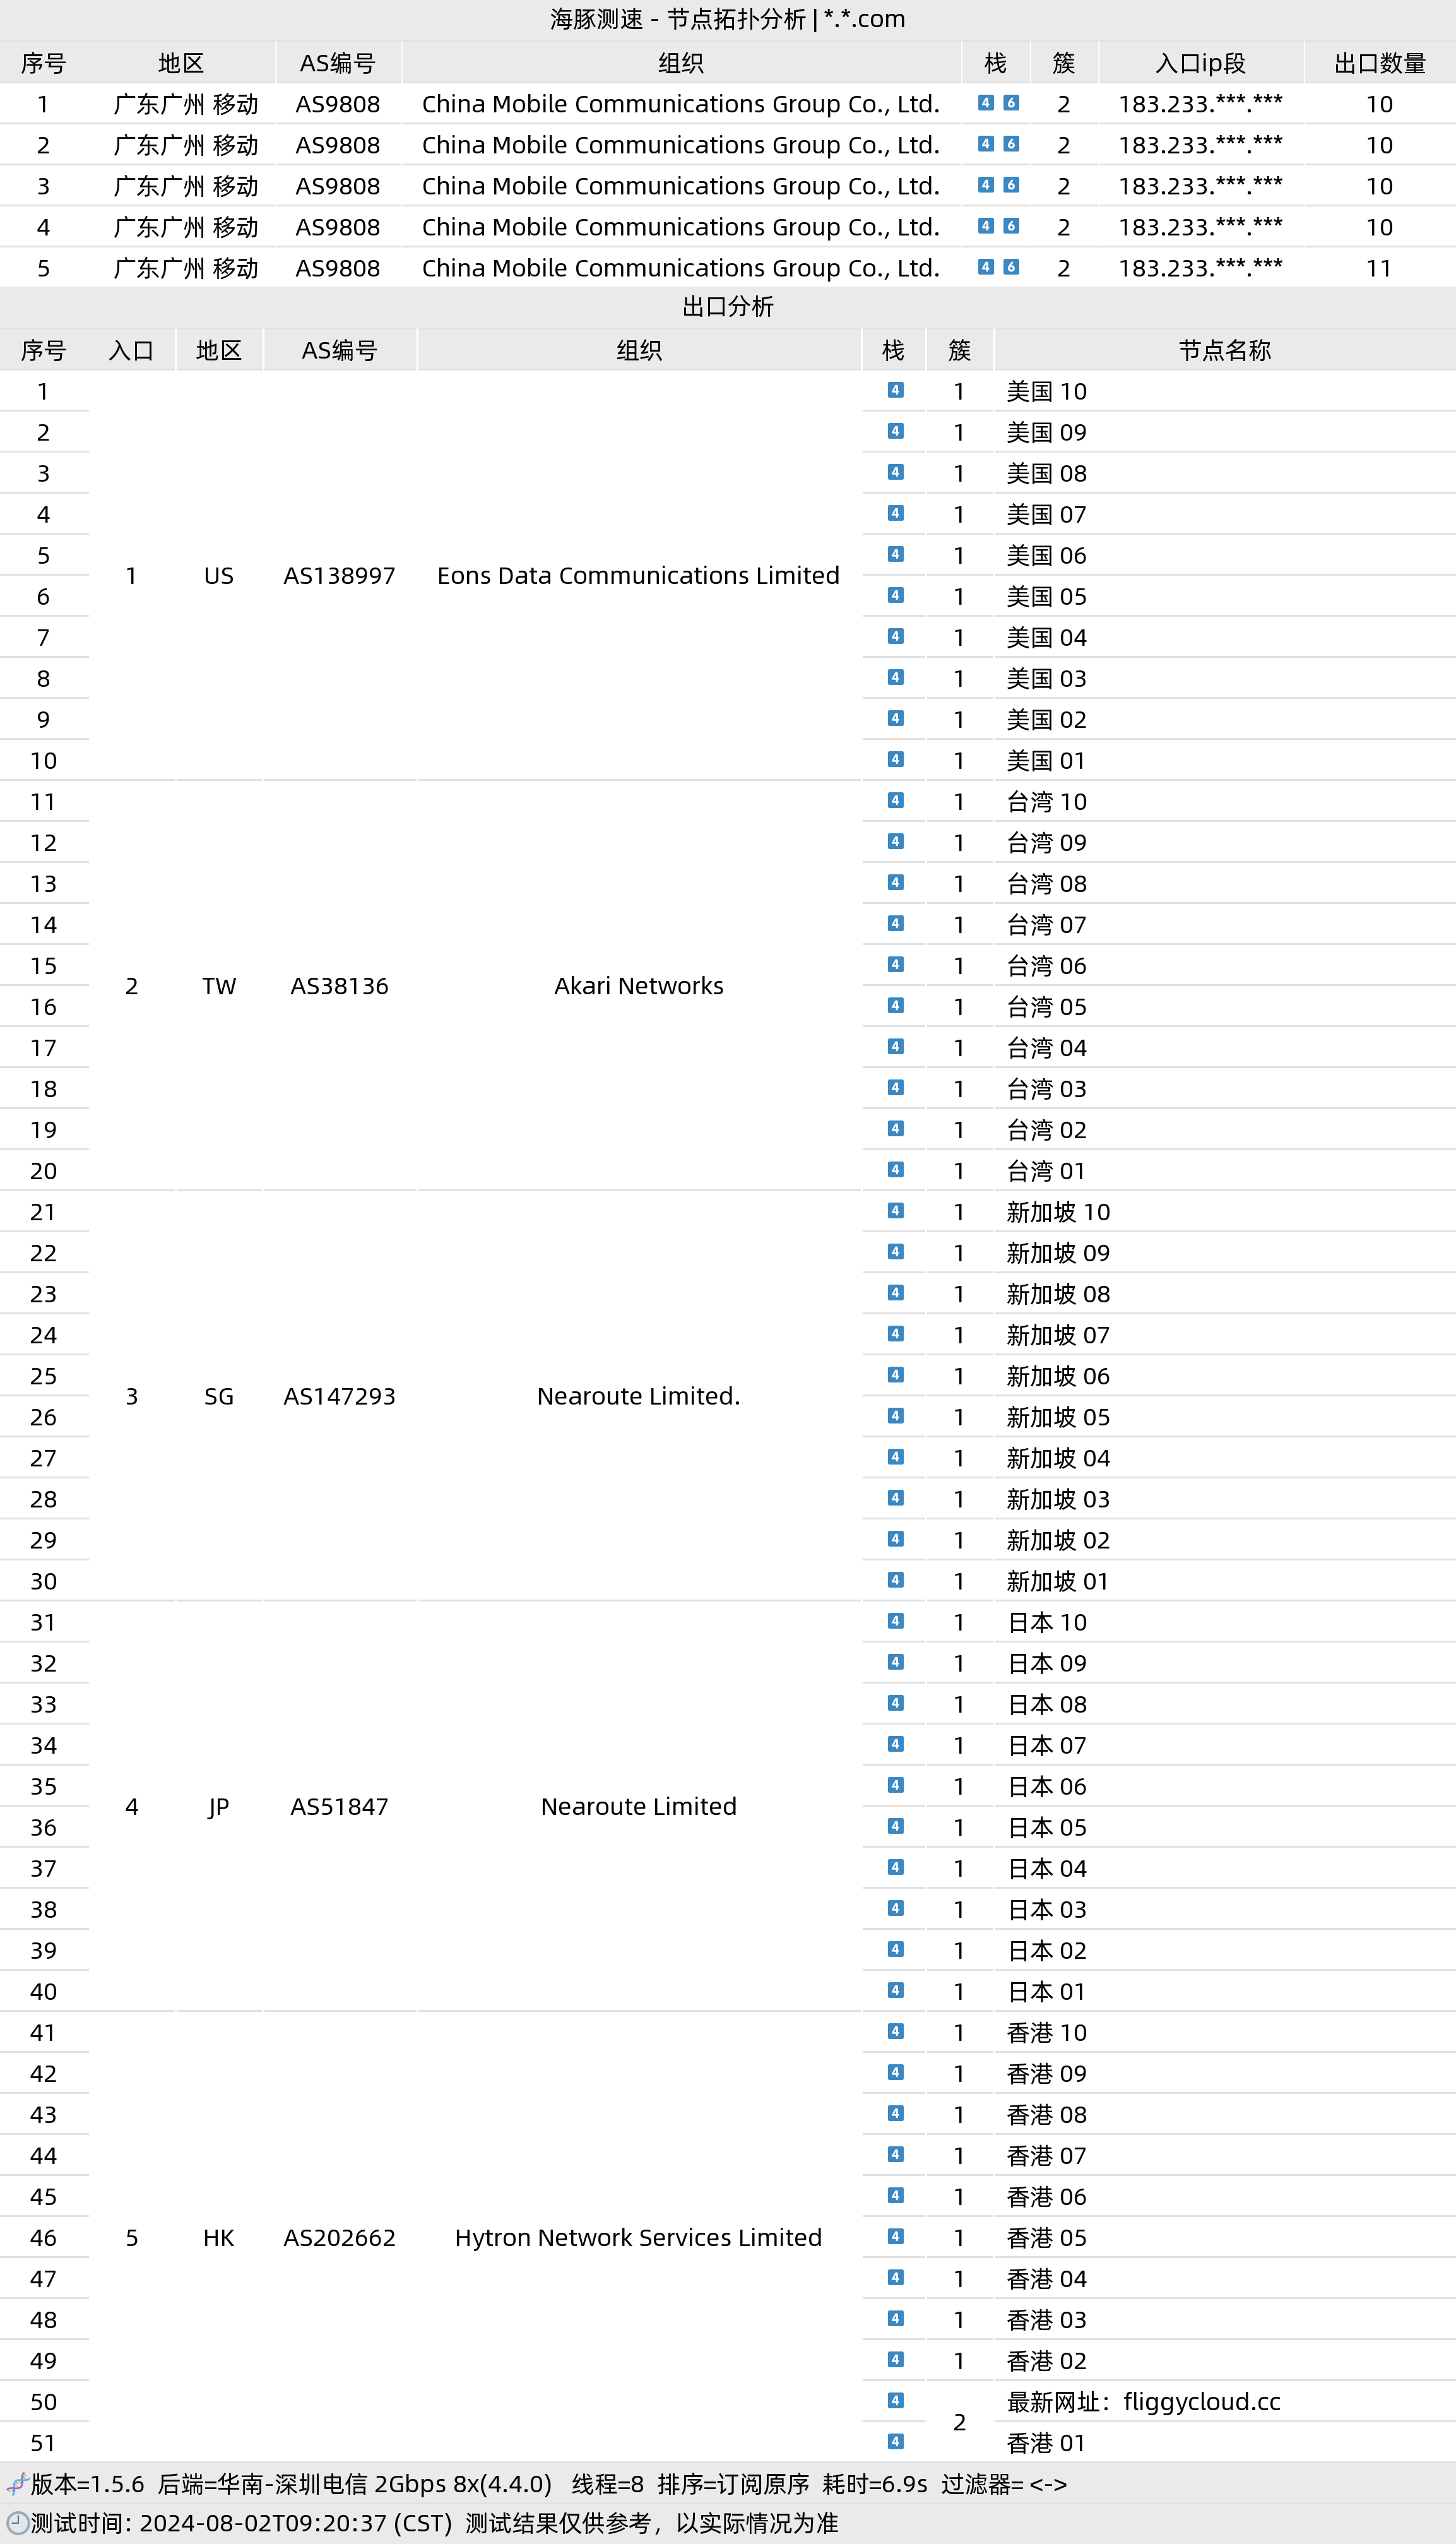 海豚测速 - 节点拓扑分析 | *.*.com
序号 地区 AS编号 组织 栈 簇 入口ip段 出口数量
1 广东广州 移动 AS9808 China Mobile Communications Group Co., Ltd. 4 6 2 183.233.***.*** 10
2 广东广州 移动 AS9808 China Mobile Communications Group Co., Ltd. 4 6 2 183.233.***.*** 10
3 广东广州 移动 AS9808 China Mobile Communications Group Co., Ltd. 4 6 2 183.233.***.*** 10
4 广东广州 移动 AS9808 China Mobile Communications Group Co., Ltd. 4 6 2 183.233.***.*** 10
5 广东广州 移动 AS9808 China Mobile Communications Group Co., Ltd. 4 6 2 183.233.***.*** 11
出口分析
序号 入口 地区 AS编号 组织 栈 簇 节点名称
1 4 1 美国 10
2 4 1 美国 09
3 4 1 美国 08
4 4 1 美国 07
5 4 1 美国 06
1 US AS138997 Eons Data Communications Limited
6 4 1 美国 05
7 4 1 美国 04
8 4 1 美国 03
9 4 1 美国 02
10 4 1 美国 01
11 4 1 台湾 10
12 4 1 台湾 09
13 4 1 台湾 08
14 4 1 台湾 07
15 4 1 台湾 06
2 TW AS38136 Akari Networks
16 4 1 台湾 05
17 4 1 台湾 04
18 4 1 台湾 03
19 4 1 台湾 02
20 4 1 台湾 01
21 4 1 新加坡 10
22 4 1 新加坡 09
23 4 1 新加坡 08
24 4 1 新加坡 07
25 4 1 新加坡 06
3 SG AS147293 Nearoute Limited.
26 4 1 新加坡 05
27 4 1 新加坡 04
28 4 1 新加坡 03
29 4 1 新加坡 02
30 4 1 新加坡 01
31 4 1 日本 10
32 4 1 日本 09
33 4 1 日本 08
34 4 1 日本 07
35 4 1 日本 06
4 JP AS51847 Nearoute Limited
36 4 1 日本 05
37 4 1 日本 04
38 4 1 日本 03
39 4 1 日本 02
40 4 1 日本 01
41 4 1 香港 10
42 4 1 香港 09
43 4 1 香港 08
44 4 1 香港 07
45 4 1 香港 06
46 5 HK AS202662 Hytron Network Services Limited 4 1 香港 05
47 4 1 香港 04
48 4 1 香港 03
49 4 1 香港 02
50 4 最新网址：fliggycloud.cc
2
51 4 香港 01
版本=1.5.6 后端=华南-深圳电信 2Gbps 8x(4.4.0) 线程=8 排序=订阅原序 耗时=6.9s 过滤器= <->
测试时间: 2024-08-02T09:20:37 (CST) 测试结果仅供参考，以实际情况为准